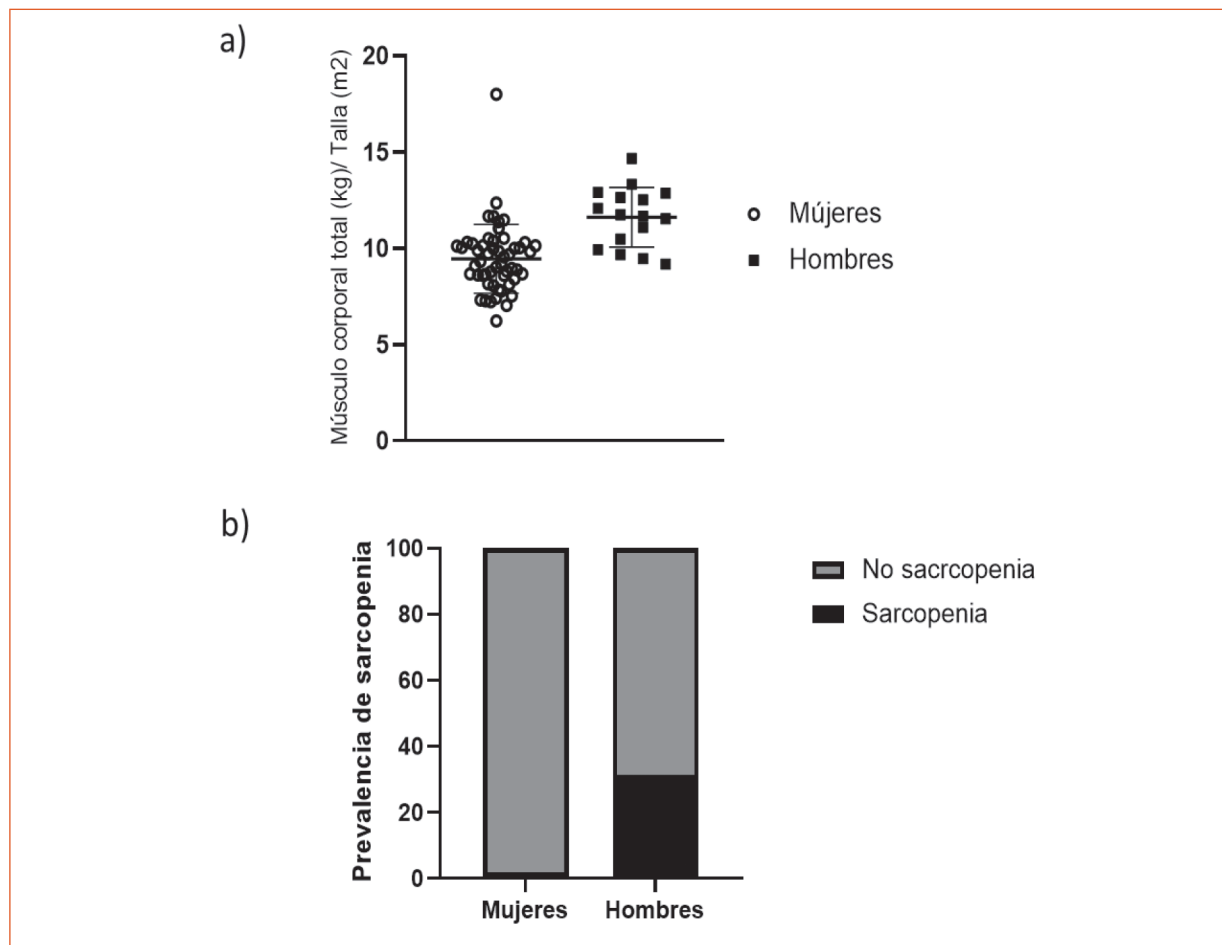 a)
Músculo corporal total (kg)/ Talla (m2)
20
15
10
5
0
Mújeres
Hombres
b)
Prevalencia de sarcopenia
100
80
60
40
20
0
Mujeres
Hombres
No sacrcopenia
Sarcopenia